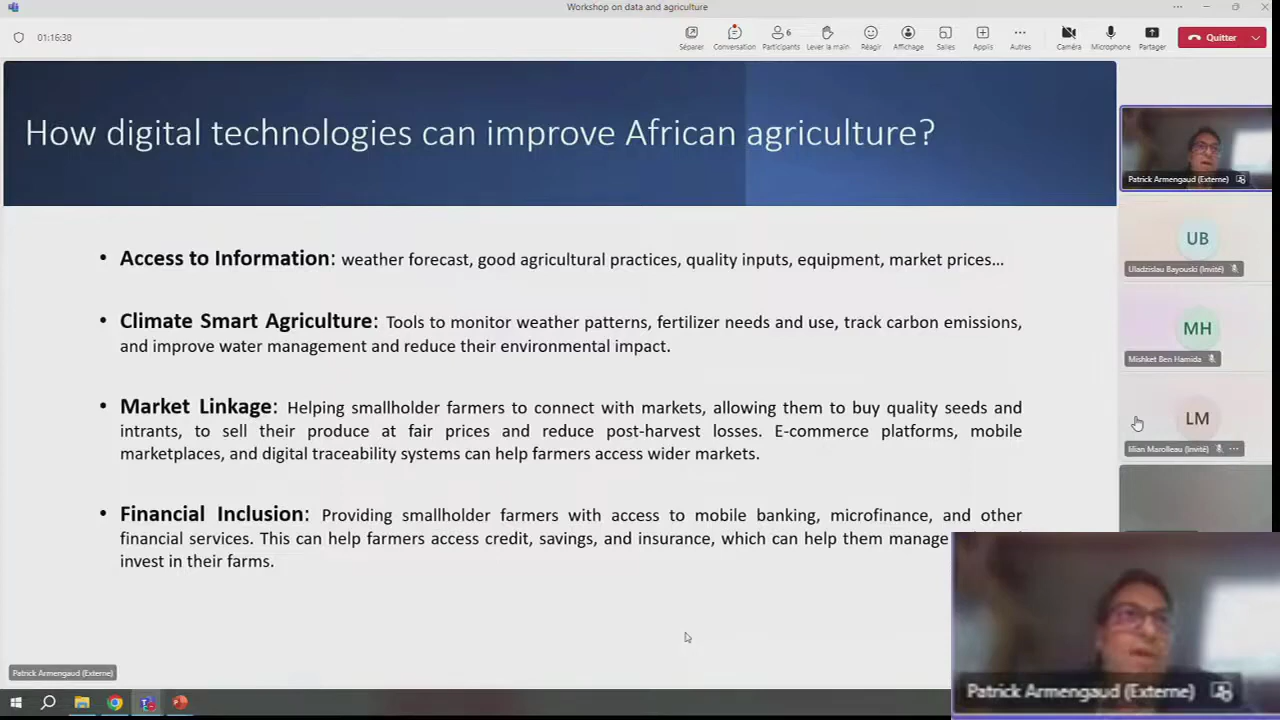 Workshop on data and agriculture
01:16:38
Séparer
Conversation
6
Participants
Lever la main
Réagir
Affichage
Salles
Applis
Autres
Caméra
Microphone
Partager
Quitter
How digital technologies can improve African agriculture?
• Access to Information: weather forecast, good agricultural practices, quality inputs, equipment, market prices...
• Climate Smart Agriculture: Tools to monitor weather patterns, fertilizer needs and use, track carbon emissions,
and improve water management and reduce their environmental impact.
• Market Linkage: Helping smallholder farmers to connect with markets, allowing them to buy quality seeds and
intrants, to sell their produce at fair prices and reduce post-harvest losses. E-commerce platforms, mobile
marketplaces, and digital traceability systems can help farmers access wider markets.
• Financial Inclusion: Providing smallholder farmers with access to mobile banking, microfinance, and other
financial services. This can help farmers access credit, savings, and insurance, which can help them manage
invest in their farms.
Patrick Armengaud (Externe)
UB
Uladzislau Bayouski (Invité)
MH
Mishket Ben Hamida
LM
lilian Marolleau (Invité)
Patrick Armengaud (Externe)
Patrick Armengaud (Externe)